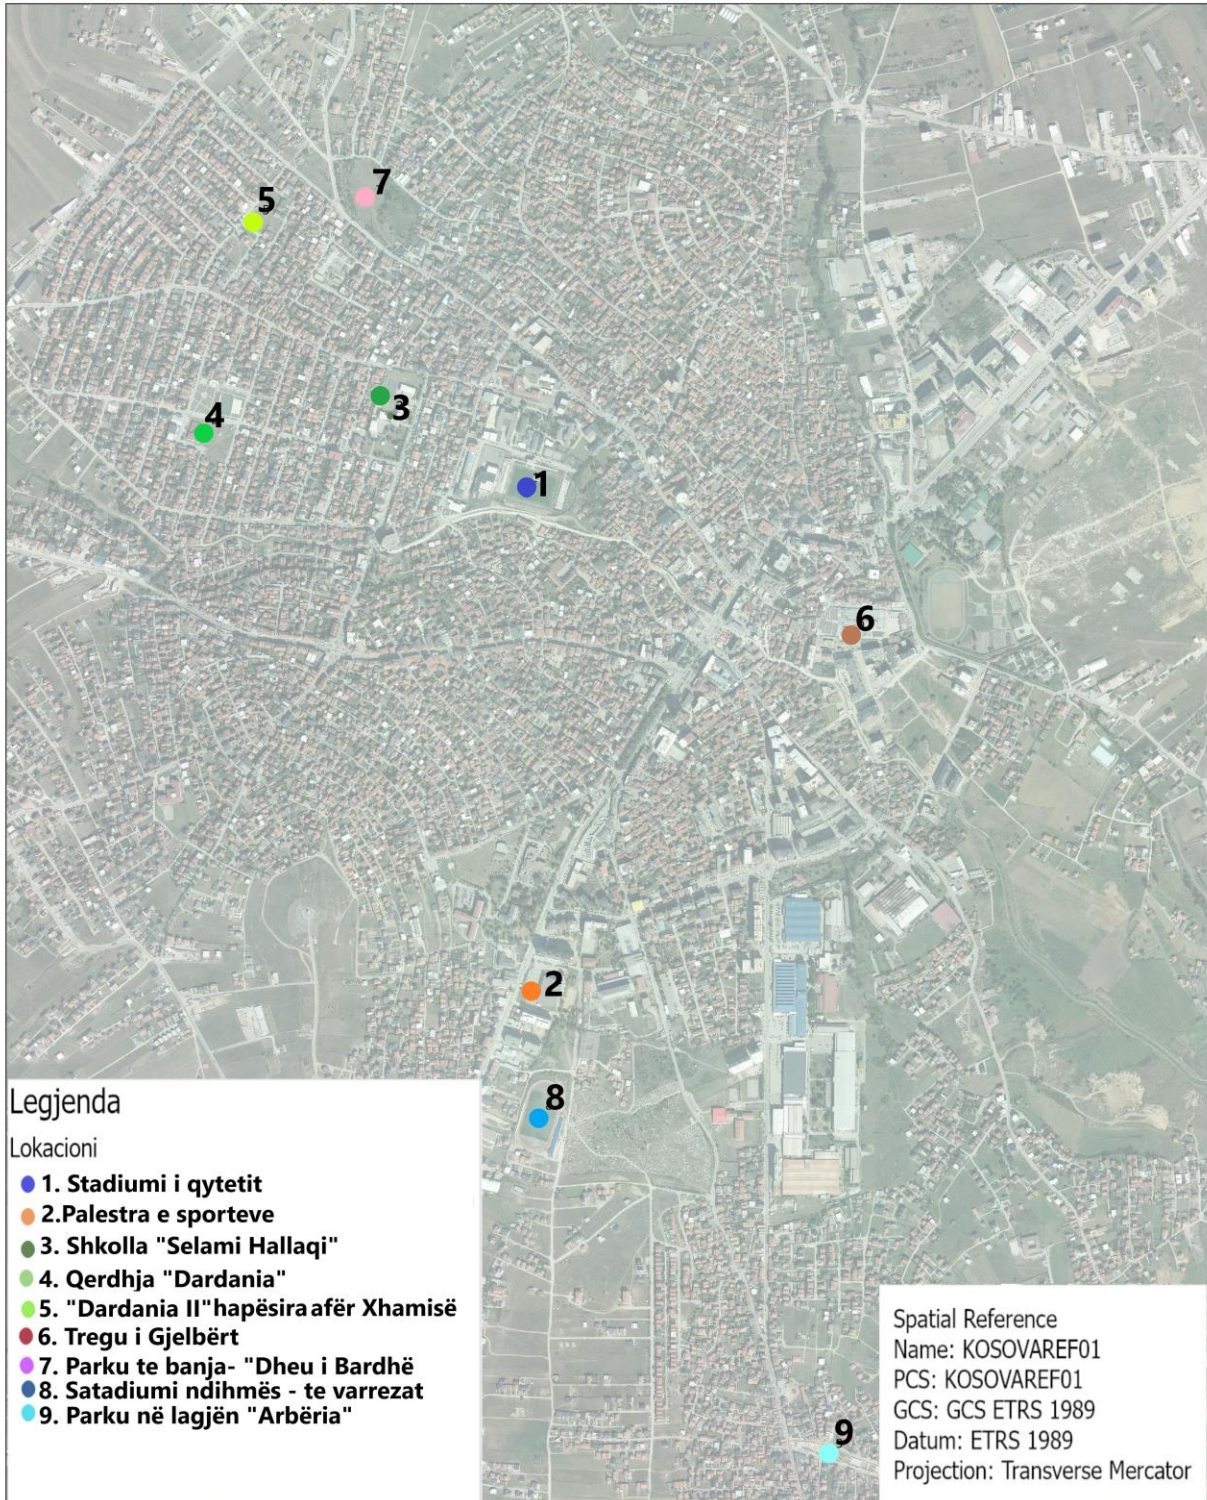 7
5
3
4
1
6
2
8
9
Legjenda
Lokacioni
1. Stadiumi i qytetit
2.Palestra e sporteve
3. Shkolla "Selami Hallaqi"
4. Qerdhja "Dardania"
5. "Dardania II"hapësira afër Xhamisë
6. Tregu i Gjelbërt
7. Parku te banja- "Dheu i Bardhë
8. Satadiumi ndihmës - te varrezat
9. Parku në lagjën "Arbëria"
Spatial Reference
Name: KOSOVAREF01
PCS: KOSOVAREF01
GCS: GCS ETRS 1989
Datum: ETRS 1989
Projection: Transverse Mercator